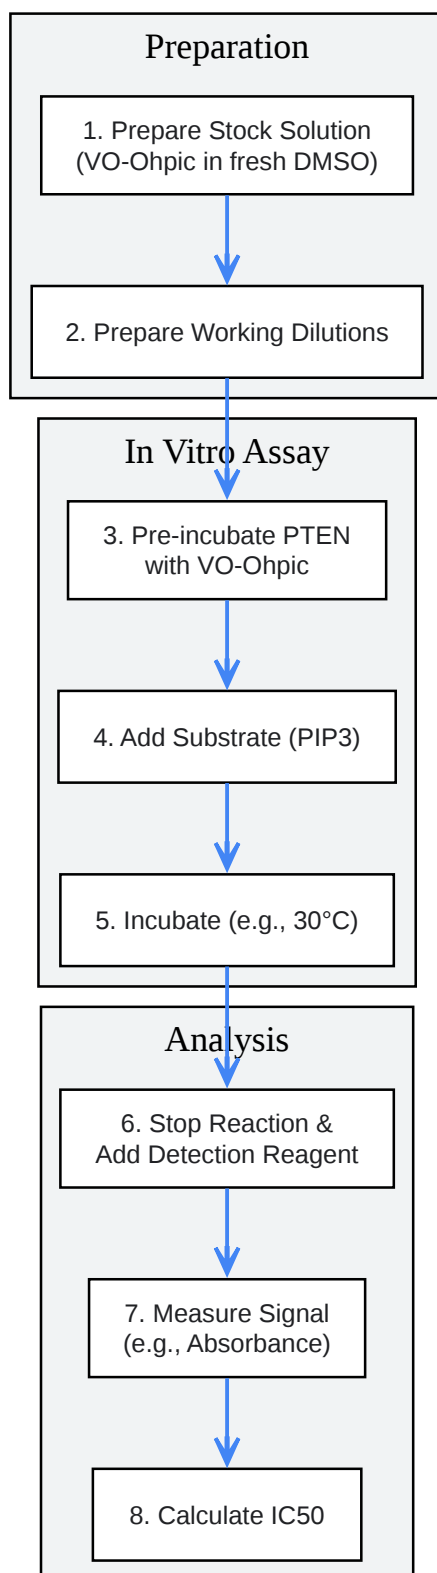 Preparation
1. Prepare Stock Solution
(VO-Ohpic in fresh DMSO)
2. Prepare Working Dilutions
In Vitro Assay
3. Pre-incubate PTEN
with VO-Ohpic
4. Add Substrate (PIP3)
5. Incubate (e.g., 30°C)
Analysis
6. Stop Reaction &
Add Detection Reagent
7. Measure Signal
(e.g., Absorbance)
8. Calculate IC50